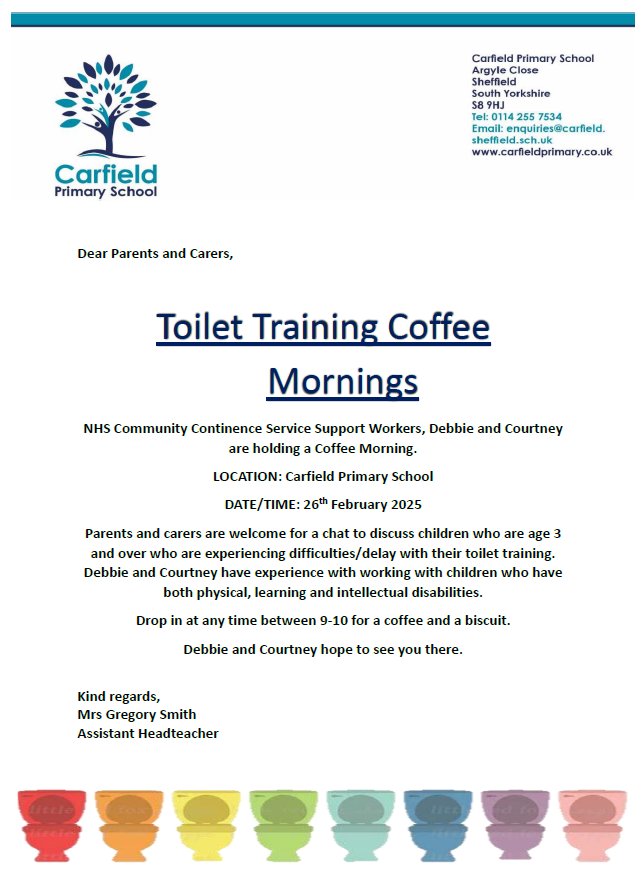 Carfield
Primary School
Carfield Primary School
Argyle Close
Sheffield
South Yorkshire
S8 9HJ
Tel: 0114 255 7534
Email: enquiries@carfield.
sheffield.sch.uk
www.carfieldprimary.co.uk
Dear Parents and Carers,
Toilet Training Coffee
Mornings
NHS Community Continence Service Support Workers, Debbie and Courtney
are holding a Coffee Morning.
LOCATION: Carfield Primary School
DATE/TIME: 26th February 2025
Parents and carers are welcome for a chat to discuss children who are age 3
and over who are experiencing difficulties/delay with their toilet training.
Debbie and Courtney have experience with working with children who have
both physical, learning and intellectual disabilities.
Drop in at any time between 9-10 for a coffee and a biscuit.
Debbie and Courtney hope to see you there.
Kind regards,
Mrs Gregory Smith
Assistant Headteacher